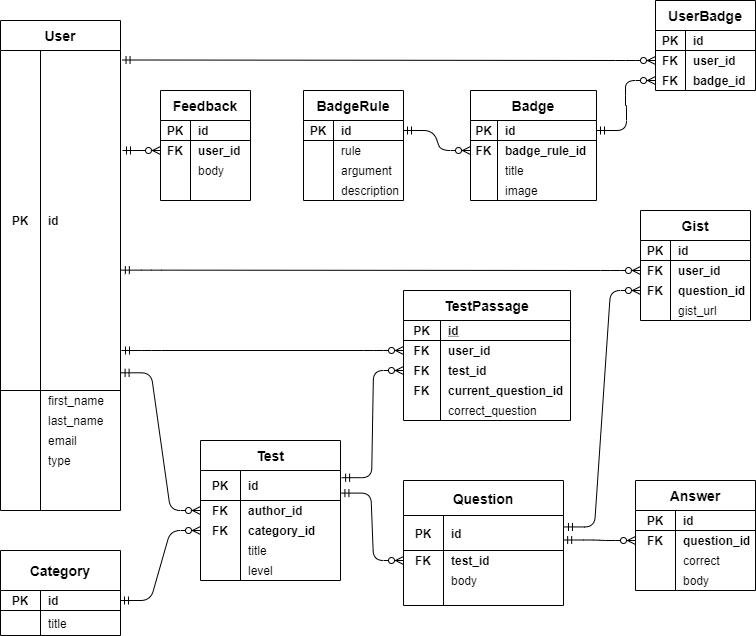 User
PK id
first_name
last_name
email
type
UserBadge
PK id
FK user_id
FK badge_id
Feedback
PK id
FK user_id
body
BadgeRule
PK id
rule
argument
description
Badge
PK id
FK badge_rule_id
title
image
Gist
PK id
FK user_id
FK question_id
gist_url
TestPassage
PK id
FK user_id
FK test_id
FK current_question_id
correct_question
Test
PK id
FK author_id
FK category_id
title
level
Question
PK id
FK test_id
body
Answer
PK id
FK question_id
correct
body
Category
PK id
title